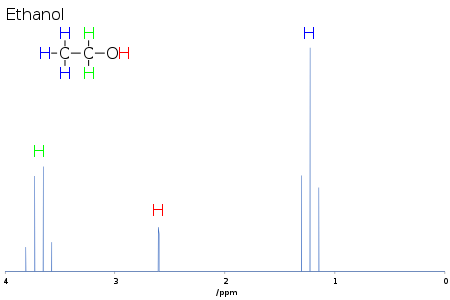 Ethanol
H H
H C C OH
H H
H
H
H
4 3 2 1 0
/ppm